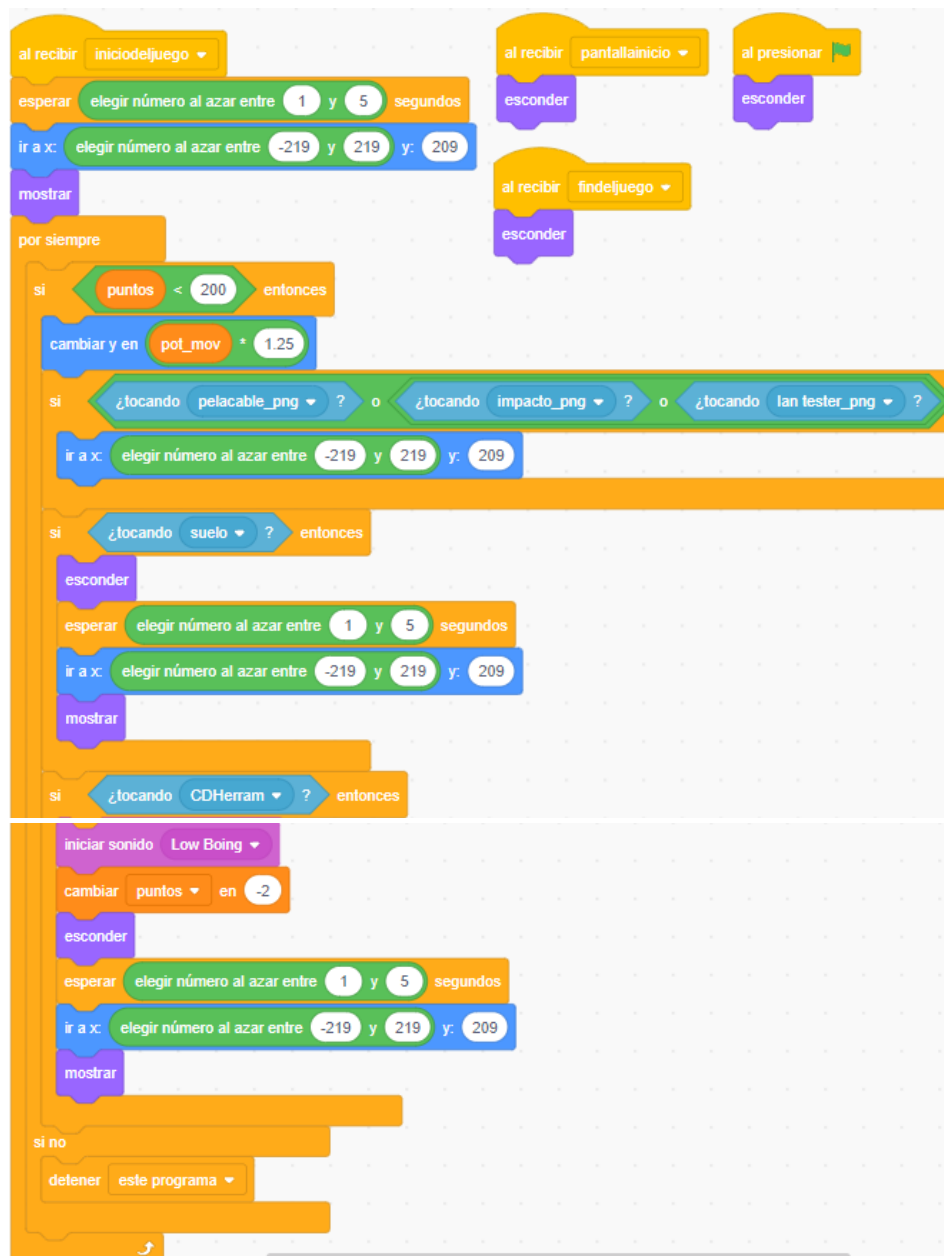 al recibir iniciodeljuego
esperar elegir número al azar entre 1 y 5 segundos
ir a x: elegir número al azar entre -219 y 219 y: 209
mostrar
por siempre
si puntos < 200 entonces
cambiar y en pot_mov * 1.25
si ¿tocando pelacable_png ? o ¿tocando impacto_png ? o ¿tocando lan tester_png ?
ir a x: elegir número al azar entre -219 y 219 y: 209
si ¿tocando suelo ? entonces
esconder
esperar elegir número al azar entre 1 y 5 segundos
ir a x: elegir número al azar entre -219 y 219 y: 209
mostrar
si ¿tocando CDHerram ? entonces
iniciar sonido Low Boing
cambiar puntos en -2
esconder
esperar elegir número al azar entre 1 y 5 segundos
ir a x: elegir número al azar entre -219 y 219 y: 209
mostrar
si no
detener este programa
al recibir pantallainicio
esconder
al presionar
esconder
al recibir findeljuego
esconder